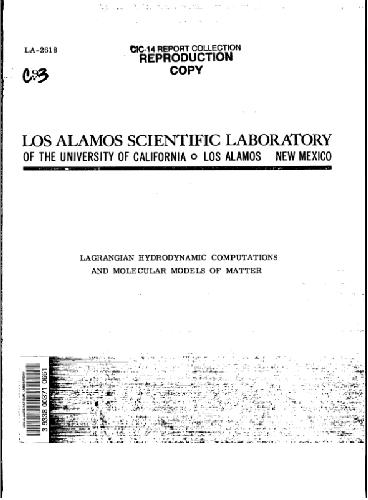 LA-2618
CIC-14 REPORT COLLECTION
REPRODUCTION
COPY
C.3
LOS ALAMOS SCIENTIFIC LABORATORY
OF THE UNIVERSITY OF CALIFORNIA o LOS ALAMOS NEW MEXICO
LAGRANGIAN HYDRODYNAMIC COMPUTATIONS
AND MOLECULAR MODELS OF MATTER